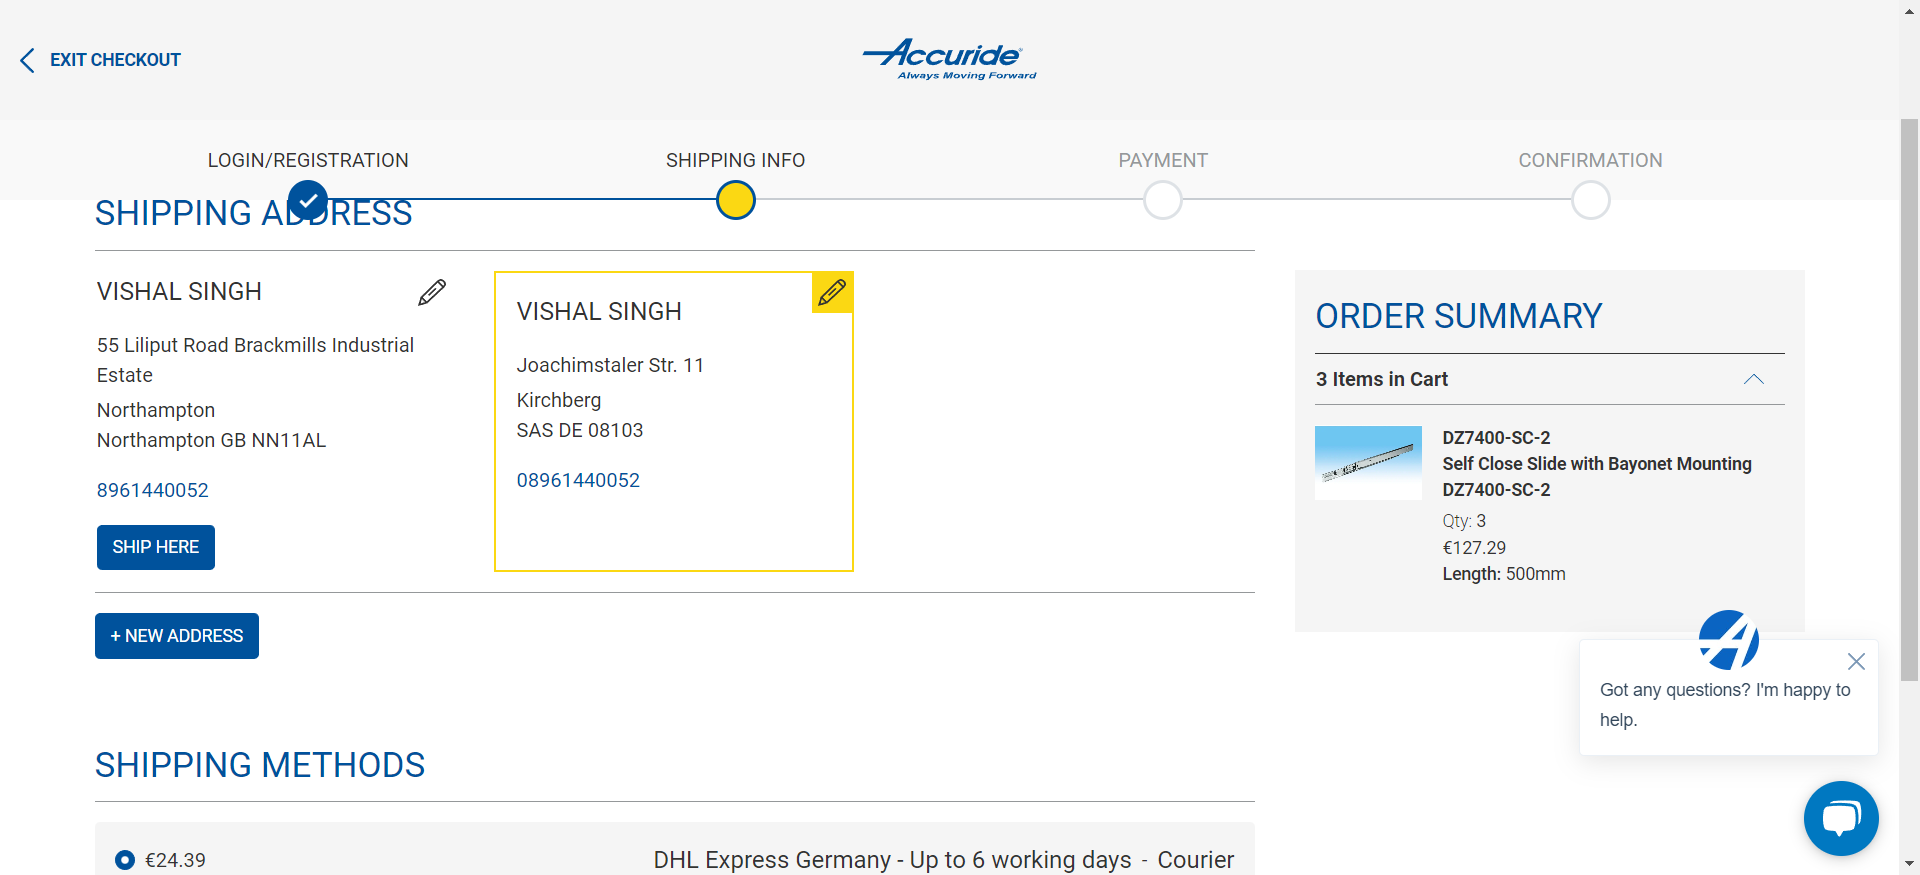 EXIT CHECKOUT
Accuride®
Always Moving Forward
LOGIN/REGISTRATION
SHIPPING INFO
PAYMENT
CONFIRMATION
SHIPPING ADDRESS
VISHAL SINGH
55 Liliput Road Brackmills Industrial
Estate
Northampton
Northampton GB NN11AL
8961440052
SHIP HERE
VISHAL SINGH
Joachimstaler Str. 11
Kirchberg
SAS DE 08103
08961440052
+ NEW ADDRESS
ORDER SUMMARY
3 Items in Cart
DZ7400-SC-2
Self Close Slide with Bayonet Mounting
DZ7400-SC-2
Qty: 3
€127.29
Length: 500mm
Got any questions? I'm happy to
help.
SHIPPING METHODS
€24.39
DHL Express Germany - Up to 6 working days - Courier